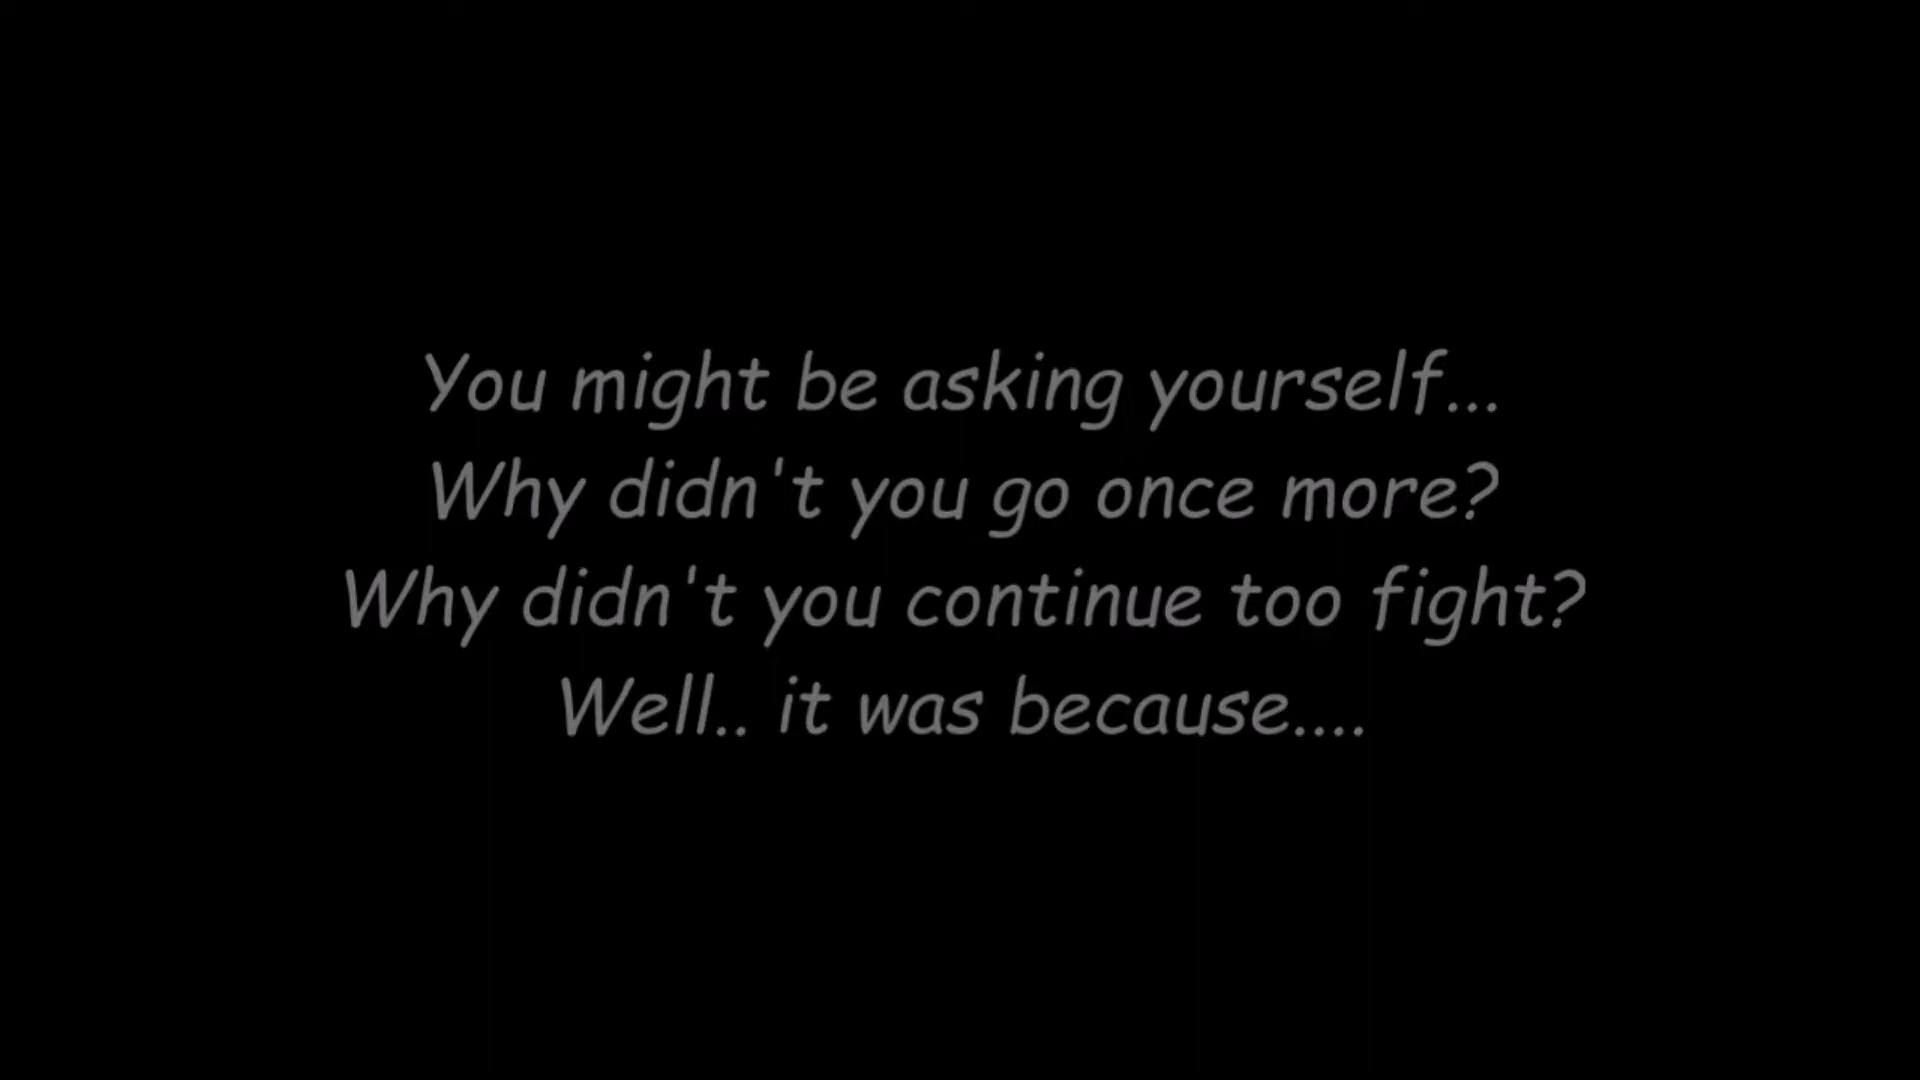 You might be asking yourself...
Why didn't you go once more?
Why didn't you continue too fight?
Well.. it was because....